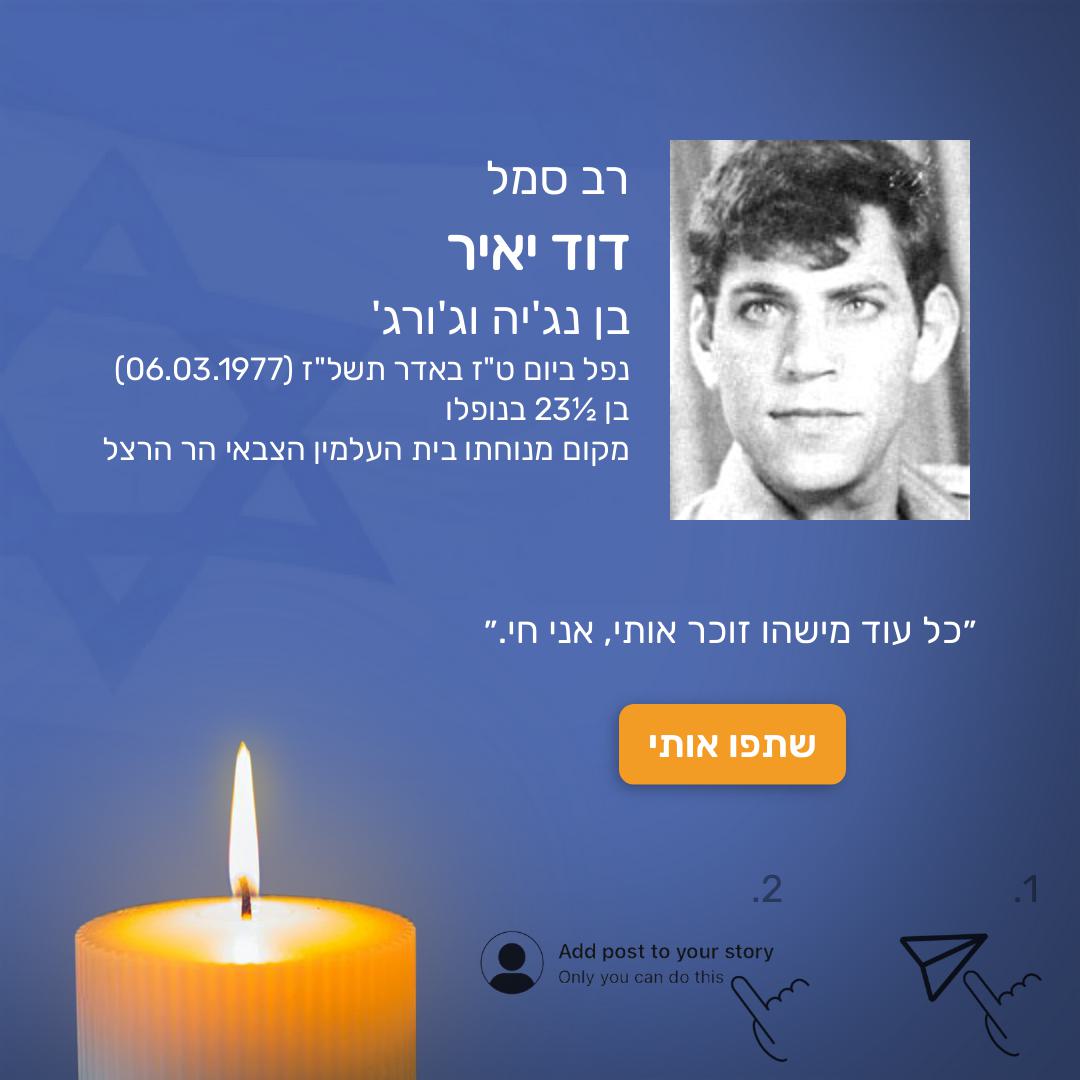 רב סמל
דוד יאיר
בן נג'יה וג'ורג'
נפל ביום ט"ז באדר תשל"ז (06.03.1977)
בן 23½ בנופלו
מקום מנוחתו בית העלמין הצבאי הר הרצל
״כל עוד מישהו זוכר אותי, אני חי.״
שתפו אותי
.1
.2
Add post to your story
Only you can do this